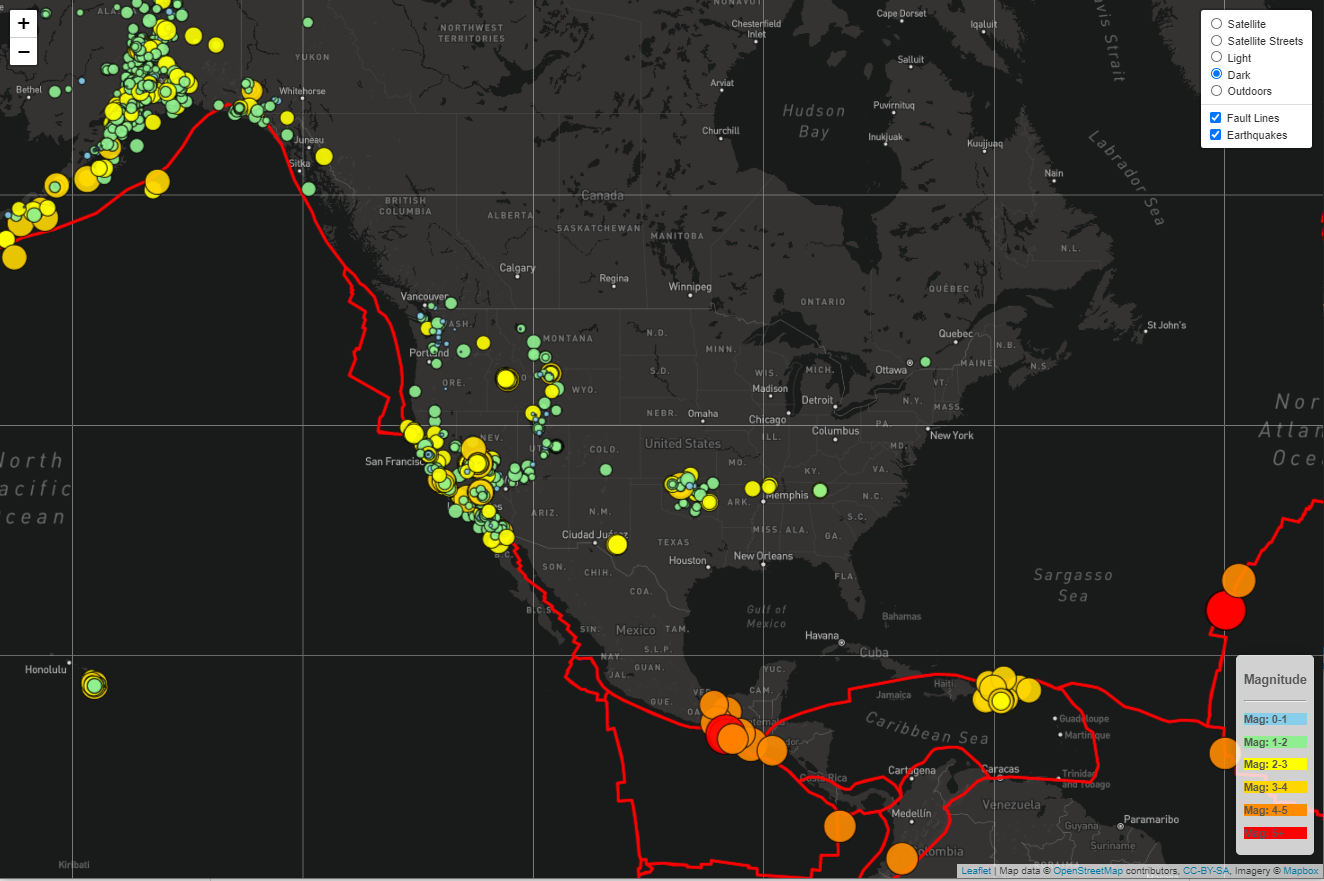 +
−
Satellite
Satellite Streets
Light
Dark
Outdoors
Fault Lines
Earthquakes
NUNAVUT
Chesterfield
Inlet
Cape Dorset
Iqaluit
Davis Strait
NORTHWEST
TERRITORIES
YUKON
Salluit
Bethel
Whitehorse
Arviat
Hudson
Bay
Puvirnituq
Churchill
Inukjuak
Kuujjuaq
Juneau
Sitka
Nain
Labrador Sea
Canada
BRITISH
COLUMBIA
ALBERTA
SASKATCHEWAN
MANITOBA
N.L.
Calgary
Regina
Winnipeg
QUÉBEC
Vancouver
ONTARIO
WASH.
St John's
N.D.
MONTANA
Quebec
N.B.
MINN.
Portland
MAINE
N.S.
S.D.
WIS.
MICH.
Ottawa
ORE.
WYO.
Madison
VT.
N.Y.
MASS.
Detroit
NEBR.
Omaha
Chicago
PA.
Columbus
New York
NEV.
United States
ILL.
MD.
COLO.
San Francisc
MO.
KY.
VA.
North
Pacific
Ocean
North
Atlan
Ocea
ARK.
Memphis
N.C.
ARIZ.
N.M.
S.C.
MISS.
ALA.
GA.
Ciudad Juárez
TEXAS
B.C.
Houston
New Orleans
SON.
CHIH.
FLA.
Sargasso
Sea
COA.
B.C.S.
Gulf of
Mexico
Bahamas
SIN.
Mexico
TAM.
Havana
S.L.P.
Cuba
NAY.
GUAN.
Honolulu
JAL.
YUC.
Haiti
CAM.
Jamaica
QUE.
Guadeloupe
Martinique
Caribbean Sea
Costa Rica
Cartagena
Caracas
Trinidad
and Tobago
Medellín
Venezuela
Guyana
Paramaribo
Suriname
Colombia
Kiribati
Magnitude
Mag: 0-1
Mag: 1-2
Mag: 2-3
Mag: 3-4
Mag: 4-5
Leaflet | Map data © OpenStreetMap contributors, CC-BY-SA, Imagery © Mapbox